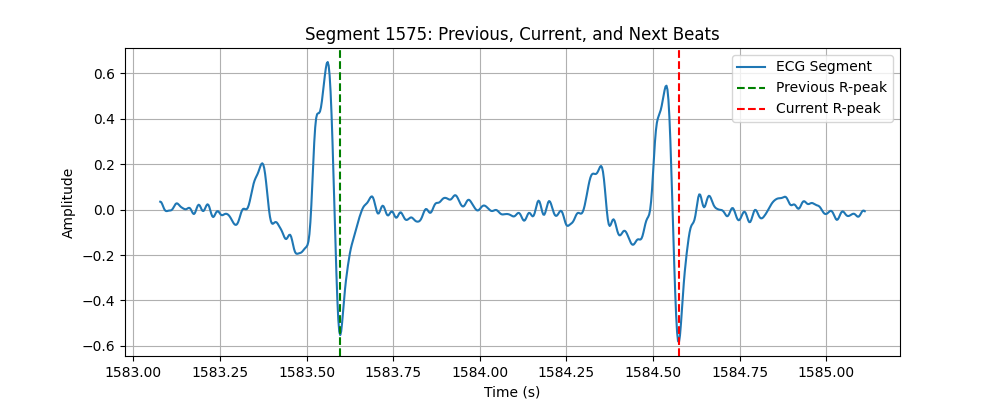 Segment 1575: Previous, Current, and Next Beats
ECG Segment
Previous R-peak
Current R-peak
Amplitude
0.6
0.4
0.2
0.0
−0.2
−0.4
−0.6
1583.00 1583.25 1583.50 1583.75 1584.00 1584.25 1584.50 1584.75 1585.00
Time (s)